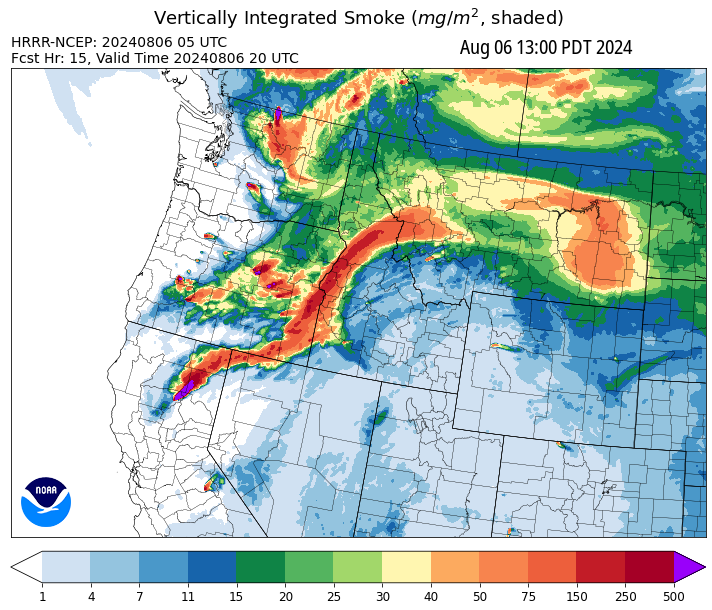 Vertically Integrated Smoke (mg/m², shaded)
HRRR-NCEP: 20240806 05 UTC
Aug 06 13:00 PDT 2024
Fcst Hr: 15, Valid Time 20240806 20 UTC
NOAA
1 4 7 11 15 20 25 30 40 50 75 150 250 500